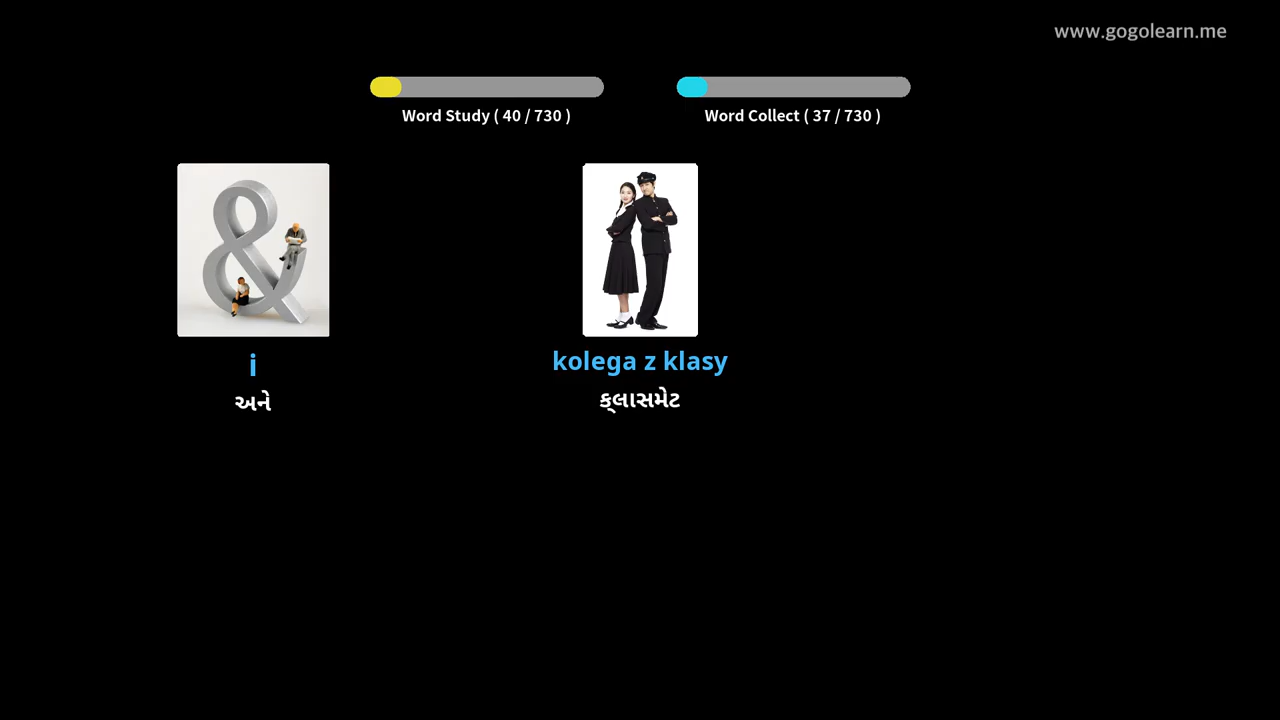 www.gogolearn.me
Word Study ( 40 / 730 )
Word Collect ( 37 / 730 )
&
i
અને
kolega z klasy
ક્લાસમેટ